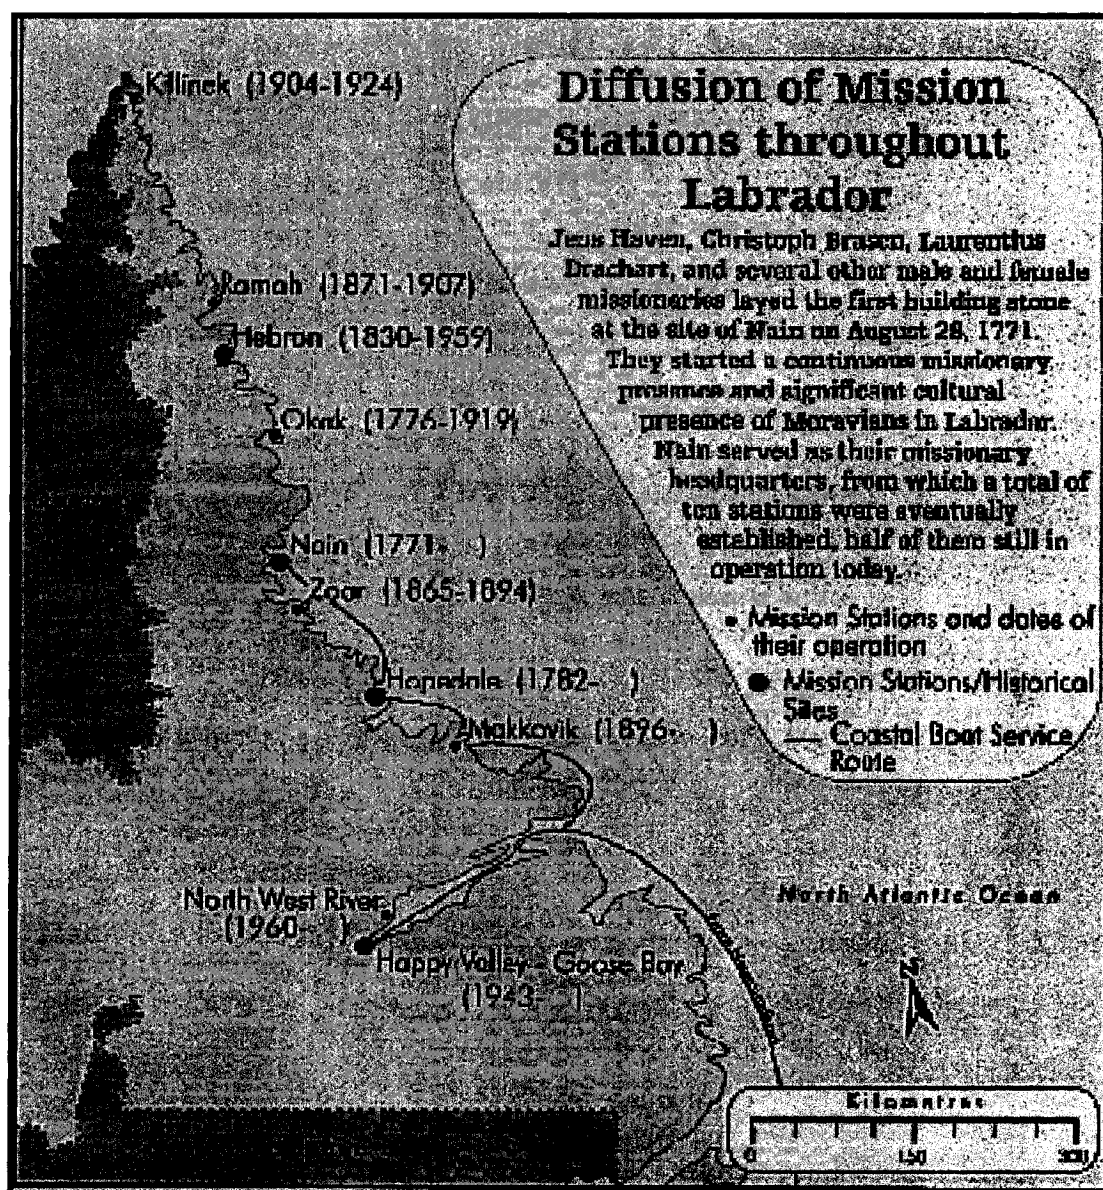 Diffusion of Mission
Stations throughout
Labrador
Jens Haven, Christoph Brasen, Laurentius
Drachart, and several other male and female
missionaries layed the first building stone
at the site of Nain on August 28, 1771.
They started a continuous missionary
presence and significant cultural
presence of Moravians in Labrador.
Nain served as their missionary
headquarters, from which a total of
ten stations were eventually
established, half of them still in
operation today.
Mission Stations and dates of
their operation
Mission Stations/Historical
Sites
Coastal Boat Service
Route
Killinek (1904-1924)
Ramah (1871-1907)
Hebron (1830-1959)
Okak (1776-1919)
Nain (1771- )
Zoar (1865-1894)
Hopedale (1782- )
Makkovik (1896- )
North West River
(1960- )
Happy Valley - Goose Bay
(1943- )
North Atlantic Ocean
N
Kilometres
0 150 300